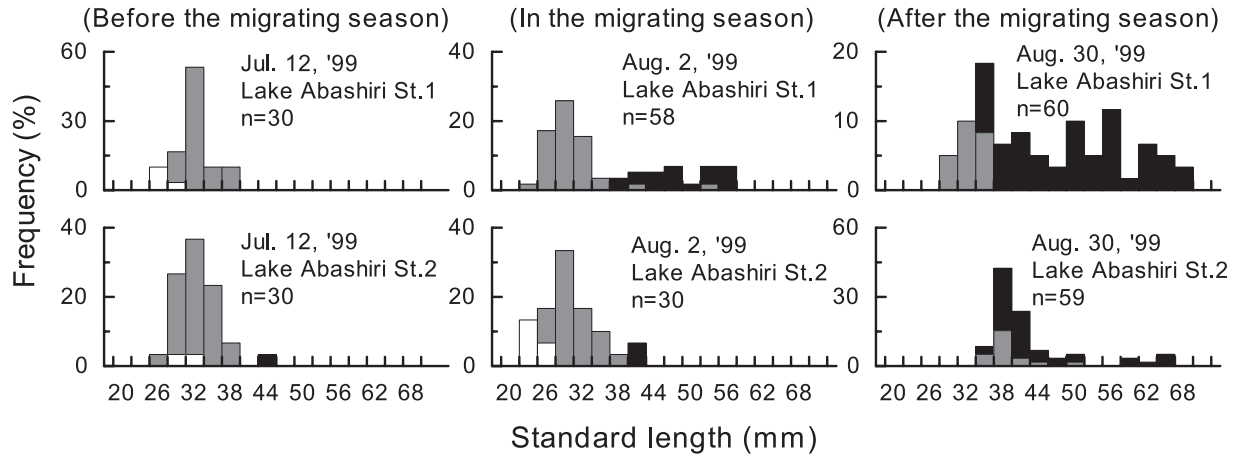 (Before the migrating season)
(In the migrating season)
(After the migrating season)
60
30
0
Jul. 12, '99
Lake Abashiri St.1
n=30
40
20
0
Aug. 2, '99
Lake Abashiri St.1
n=58
20
10
0
Aug. 30, '99
Lake Abashiri St.1
n=60
Frequency (%)
40
20
0
Jul. 12, '99
Lake Abashiri St.2
n=30
40
20
0
Aug. 2, '99
Lake Abashiri St.2
n=30
60
30
0
Aug. 30, '99
Lake Abashiri St.2
n=59
20 26 32 38 44 56 62 68
20 26 32 38 44 56 62 68
20 26 32 38 44 56 62 68
Standard length (mm)